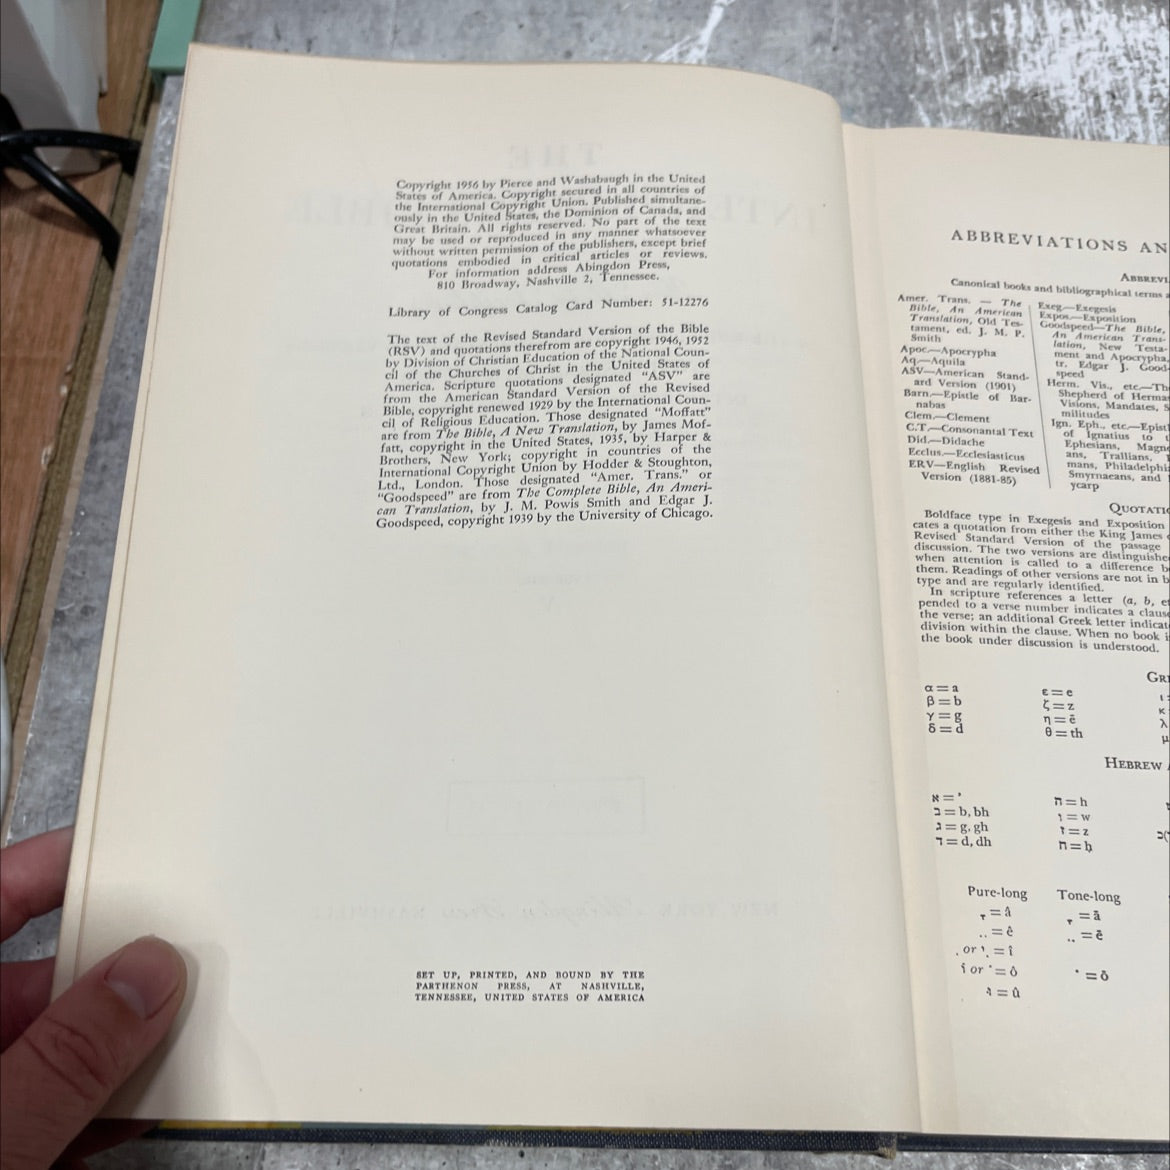 Copyright 1956 by Pierce and Washabaugh in the United
States of America. Copyright secured in all countries of
the International Copyright Union. Published simultane-
ously in the United States, the Dominion of Canada, and
Great Britain. All rights reserved. No part of the text
may be used or reproduced in any manner whatsoever
without written permission of the publishers, except brief
quotations embodied in critical articles or reviews.
For information address Abingdon Press,
810 Broadway, Nashville 2, Tennessee.
Library of Congress Catalog Card Number: 51-12276
The text of the Revised Standard Version of the Bible
(RSV) and quotations therefrom are copyright 1946, 1952
by Division of Christian Education of the National Coun-
cil of the Churches of Christ in the United States of
America. Scripture quotations designated “ASV” are
from the American Standard Version of the Revised
Bible, copyright renewed 1929 by the International Coun-
cil of Religious Education. Those designated “Moffatt”
are from The Bible, A New Translation, by James Mof-
fatt, copyright in the United States, 1935, by Harper &
Brothers, New York; copyright in countries of the
International Copyright Union by Hodder & Stoughton,
Ltd., London. Those designated “Amer. Trans.” or
“Goodspeed” are from The Complete Bible, An Ameri-
can Translation, by J. M. Powis Smith and Edgar J.
Goodspeed, copyright 1939 by the University of Chicago.
SET UP, PRINTED, AND BOUND BY THE
PARTHENON PRESS, AT NASHVILLE,
TENNESSEE, UNITED STATES OF AMERICA
ABBREVIATIONS AN
ABBREVI
Canonical books and bibliographical terms
Amer. Trans. — The
Bible, An American
Translation, Old Tes-
tament, ed. J. M. P.
Smith
Apoc.—Apocrypha
Aq.—Aquila
ASV—American Stand-
ard Version (1901)
Barn.—Epistle of Bar-
nabas
Clem.—Clement
C.T.—Consonantal Text
Did.—Didache
Ecclus.—Ecclesiasticus
ERV—English Revised
Version (1881-85)
Exeg.—Exegesis
Expos.—Exposition
Goodspeed—The Bible,
An American Trans-
lation, New Testa-
ment and Apocrypha,
tr. Edgar J. Good-
speed
Herm. Vis., etc.—Th
Shepherd of Herma
Visions, Mandates, S
militudes
Ign. Eph., etc.—Epist
of Ignatius to
Ephesians, Magne
ans, Trallians,
mans, Philadelphi
Smyrnaeans, and
ycarp
QUOTATI
Boldface type in Exegesis and Exposition
cates a quotation from either the King James
Revised Standard Version of the passage
discussion. The two versions are distinguishe
when attention is called to a difference b
them. Readings of other versions are not in b
type and are regularly identified.
In scripture references a letter (a, b, e
pended to a verse number indicates a claus
the verse; an additional Greek letter indicat
division within the clause. When no book i
the book under discussion is understood.
GR
α = a ε = e ι
β = b ζ = z κ
γ = g η = ē λ
δ = d θ = th μ
HEBREW
א = ʼ ה = h
ב = b, bh ו = w
ג = g, gh ז = z
ד = d, dh ח = ḥ
Pure-long Tone-long
ָ = â ָ = ā
ֵ = ê ֵ = ē
ִ or ִי = î
וֹ or ֹ = ô ֹ = ō
וּ = û